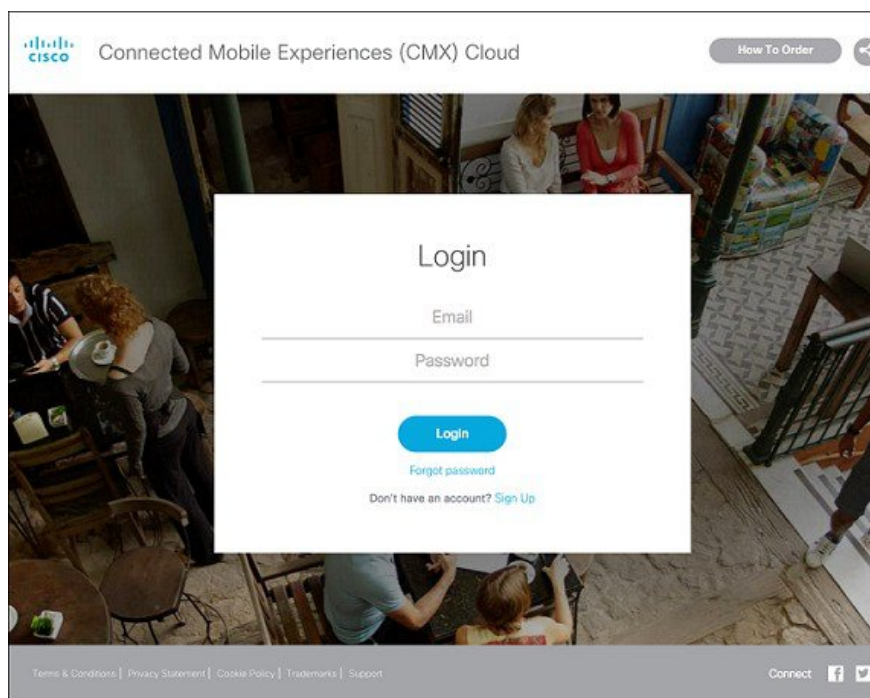 CISCO
Connected Mobile Experiences (CMX) Cloud
How To Order
Login
Email
Password
Login
Forgot password
Don't have an account? Sign Up
Terms & Conditions | Privacy Statement | Cookie Policy | Trademarks | Support
Connect